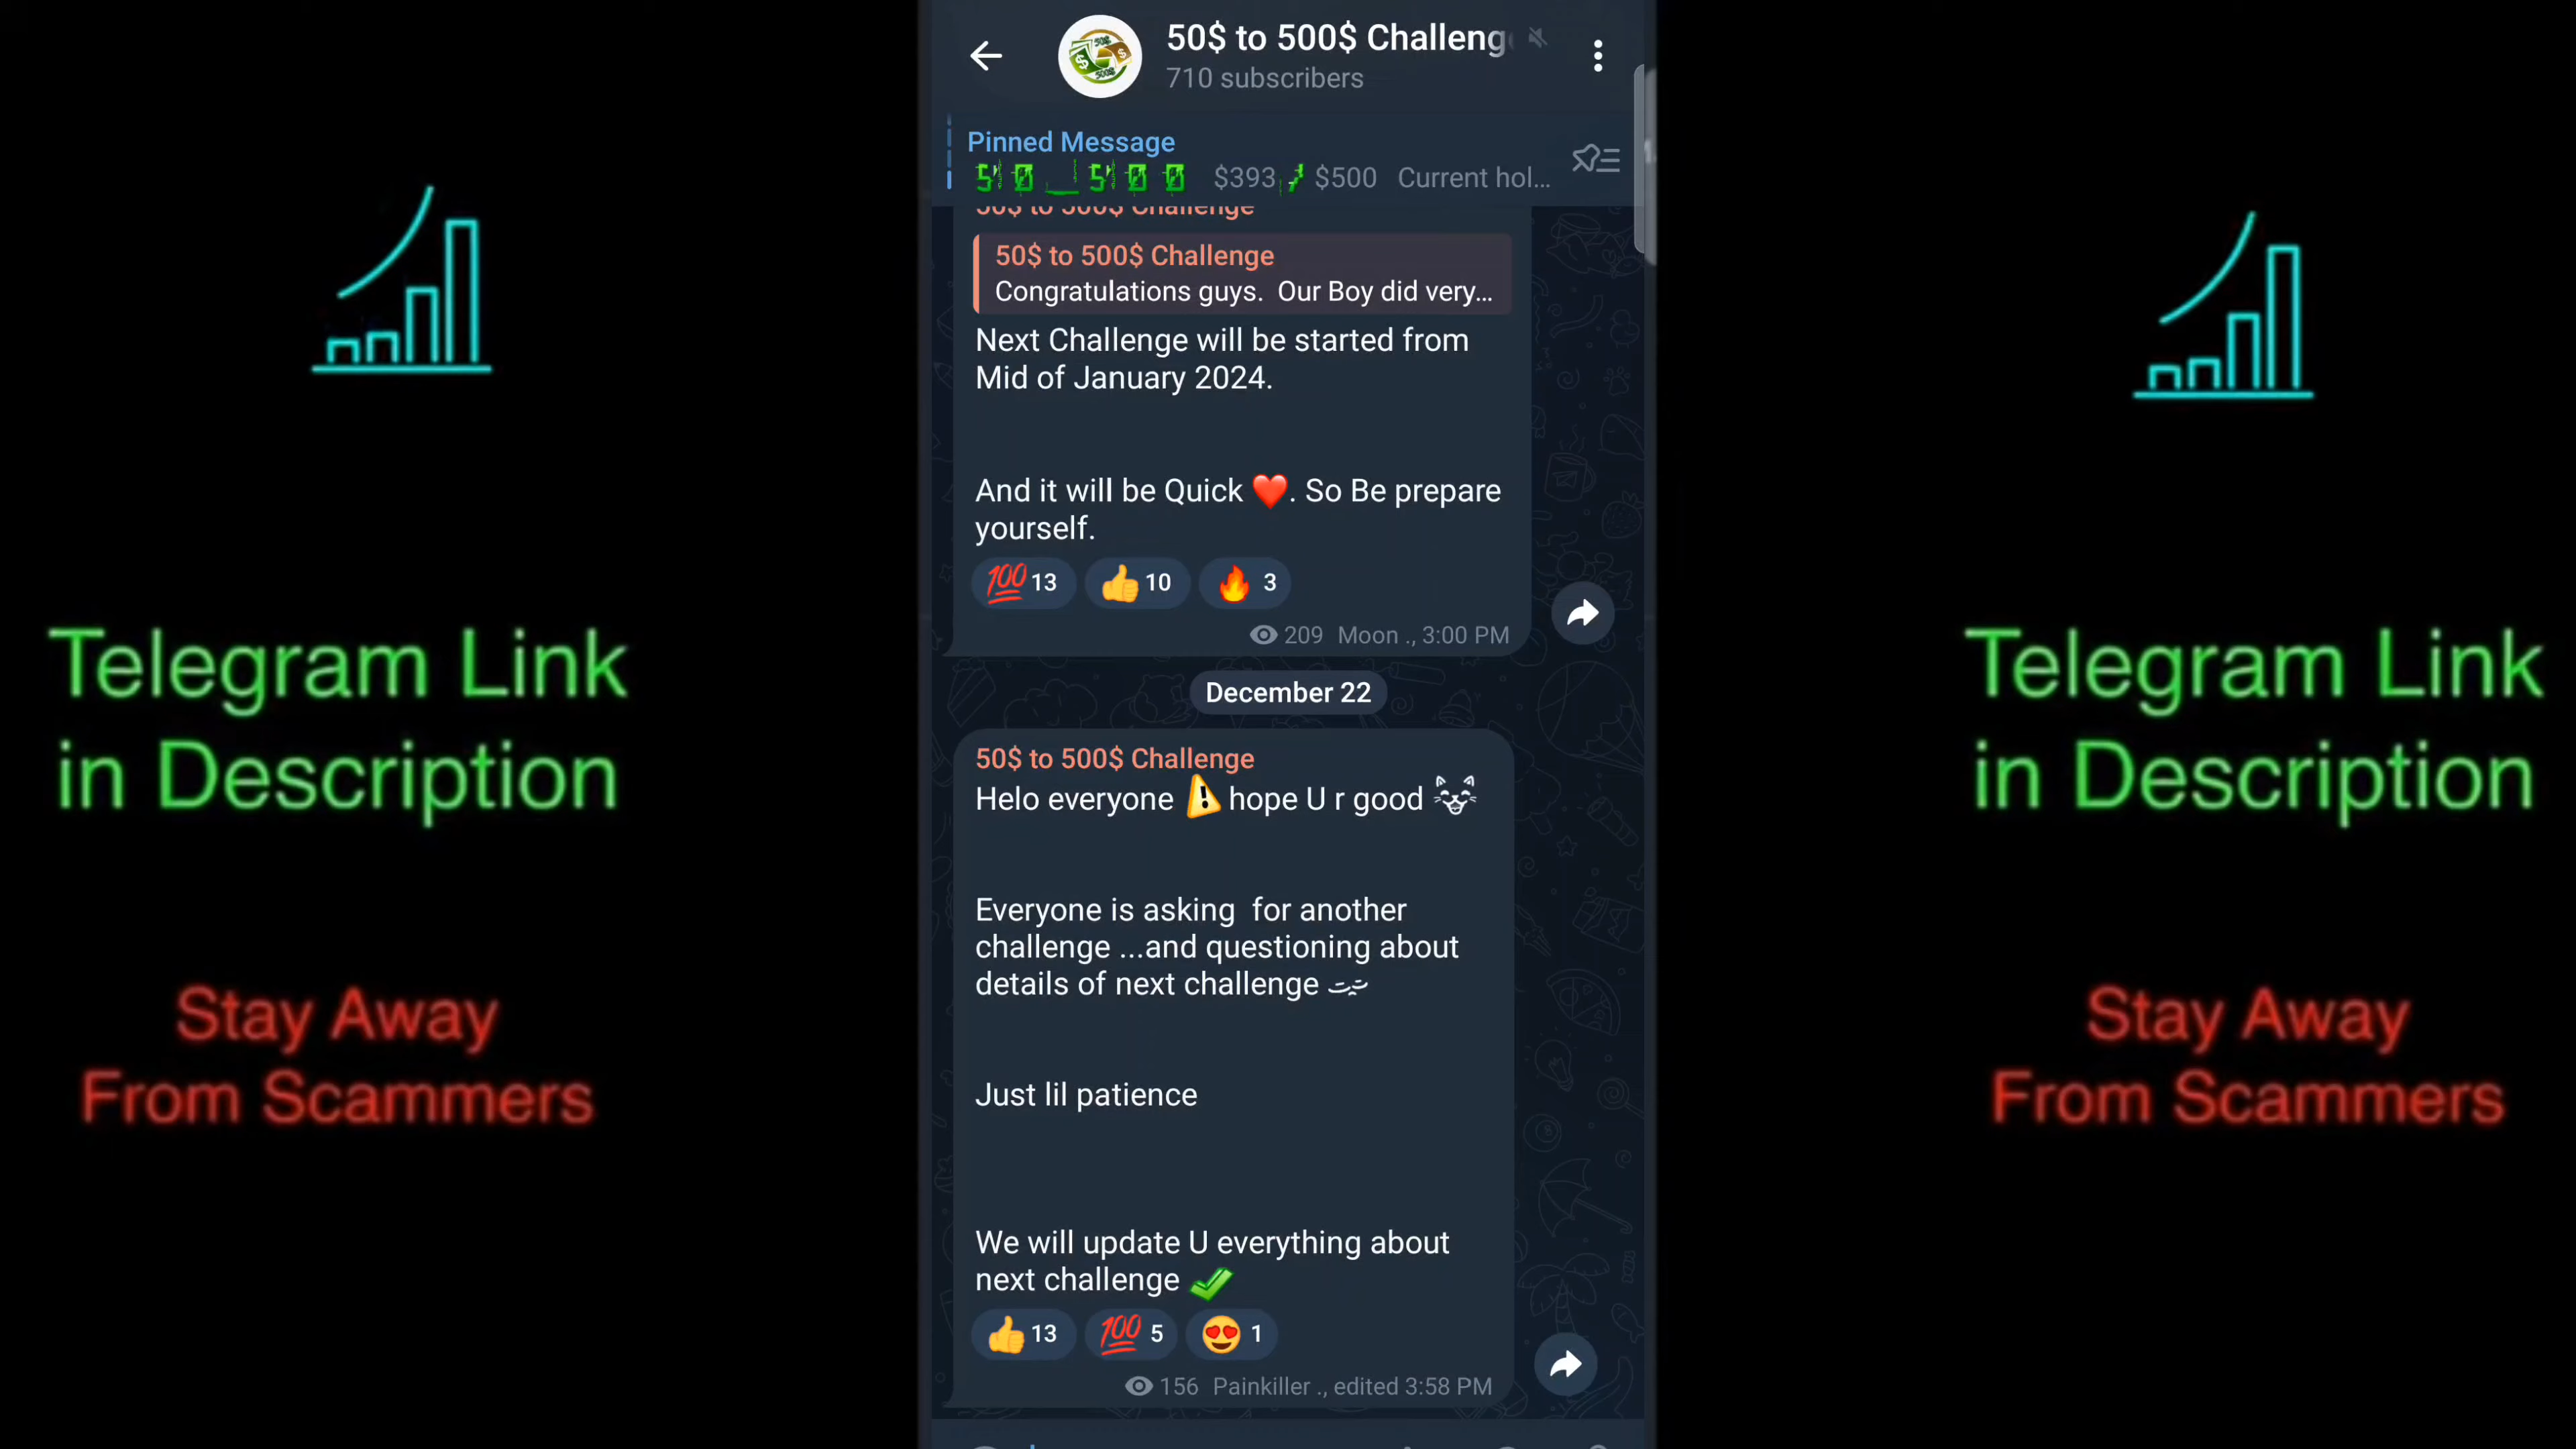 50$ to 500$ Challeng
710 subscribers
Pinned Message
$393 $500 Current hol...
50$ to 500$ Challenge
50$ to 500$ Challenge
Congratulations guys. Our Boy did very...
Next Challenge will be started from
Mid of January 2024.
And it will be Quick ❤️. So Be prepare
yourself.
💯 13 👍 10 🔥 3
209 Moon ., 3:00 PM
December 22
50$ to 500$ Challenge
Helo everyone ⚠️ hope U r good
Everyone is asking for another
challenge ...and questioning about
details of next challenge
Just lil patience
We will update U everything about
next challenge ✅
👍 13 💯 5 😍 1
156 Painkiller ., edited 3:58 PM
Telegram Link
in Description
Stay Away
From Scammers
Telegram Link
in Description
Stay Away
From Scammers